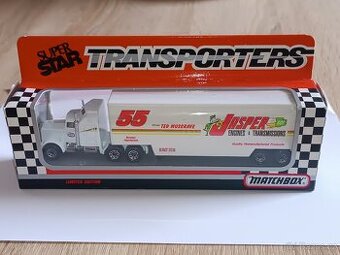 SUPER
STAR
TRANSPORTERS
55
TED MUSGRAVE
JASPER
ENGINES & TRANSMISSIONS
LIMITED EDITION
MATCHBOX